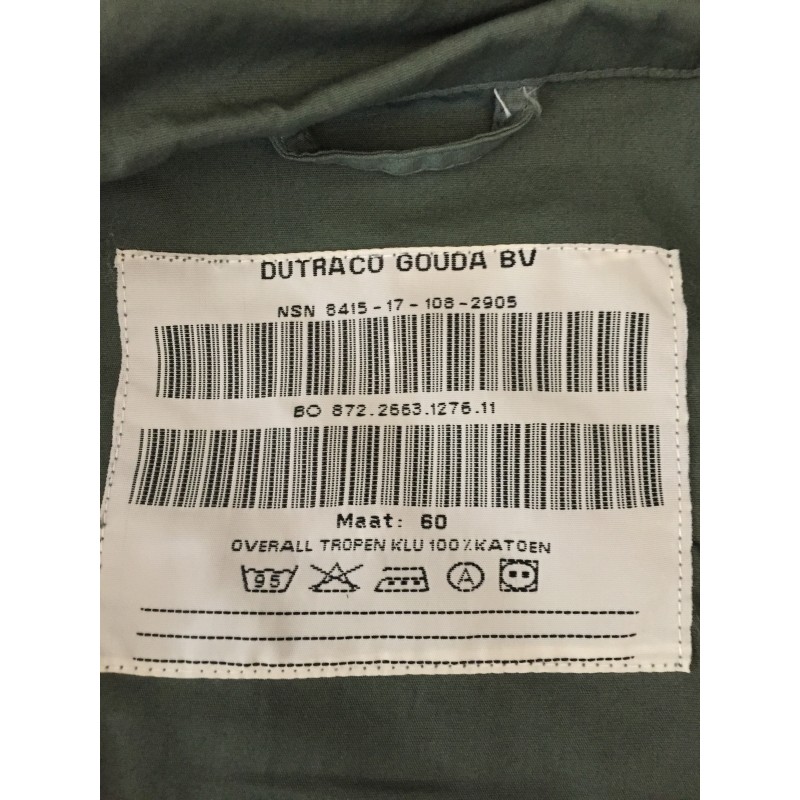 DUTRACO GOUDA BV
NSN 8415-17-108-2905
BO 872.2663.1276.11
Maat: 60
OVERALL TROPEN KLU 100% KATOEN
95 A